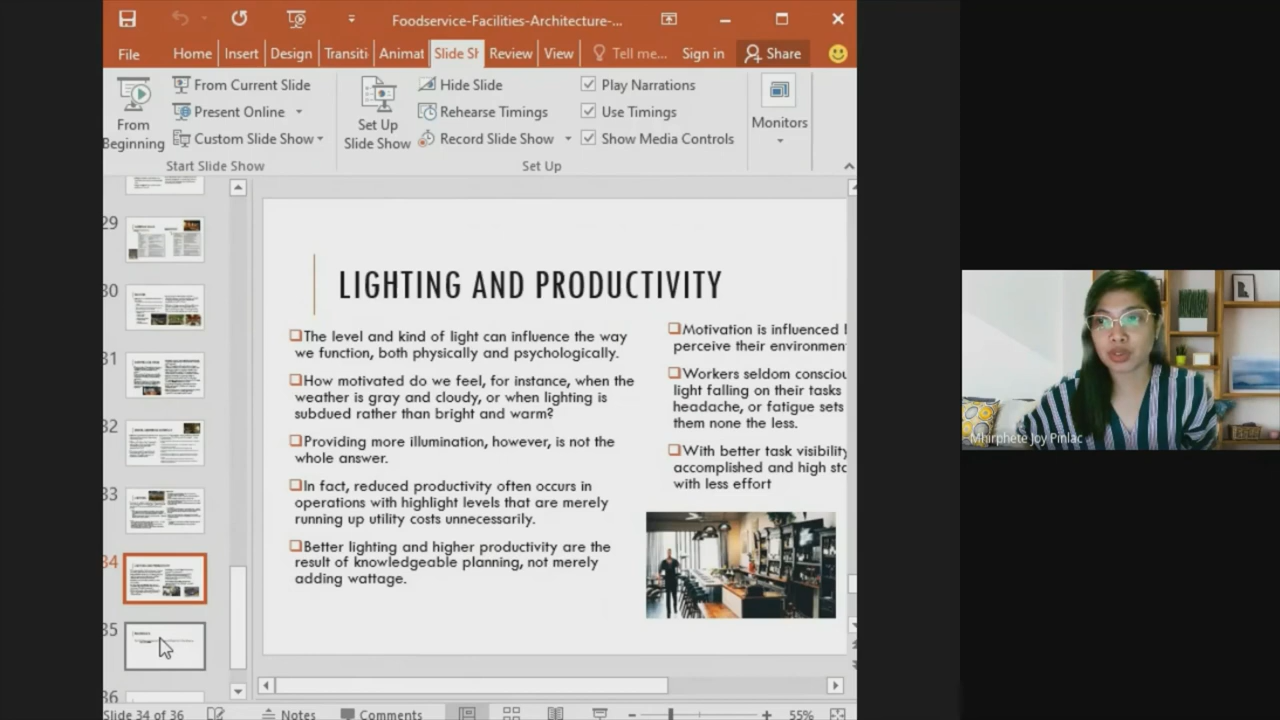 Foodservice-Facilities-Architecture-...
File Home Insert Design Transiti Animat Slide Sh Review View Tell me... Sign in Share
From Beginning
From Current Slide
Present Online
Custom Slide Show
Start Slide Show
Set Up
Slide Show
Hide Slide
Rehearse Timings
Record Slide Show
Play Narrations
Use Timings
Show Media Controls
Set Up
Monitors
29
30
31
32
33
34
35
36
LIGHTING AND PRODUCTIVITY
The level and kind of light can influence the way
we function, both physically and psychologically.
How motivated do we feel, for instance, when the
weather is gray and cloudy, or when lighting is
subdued rather than bright and warm?
Providing more illumination, however, is not the
whole answer.
In fact, reduced productivity often occurs in
operations with highlight levels that are merely
running up utility costs unnecessarily.
Better lighting and higher productivity are the
result of knowledgeable planning, not merely
adding wattage.
Motivation is influenced
perceive their environmen
Workers seldom consciou
light falling on their tasks
headache, or fatigue sets
them none the less.
With better task visibility
accomplished and high sta
with less effort
Mhirphete Joy Pinlac
Slide 34 of 36 Notes Comments 55%